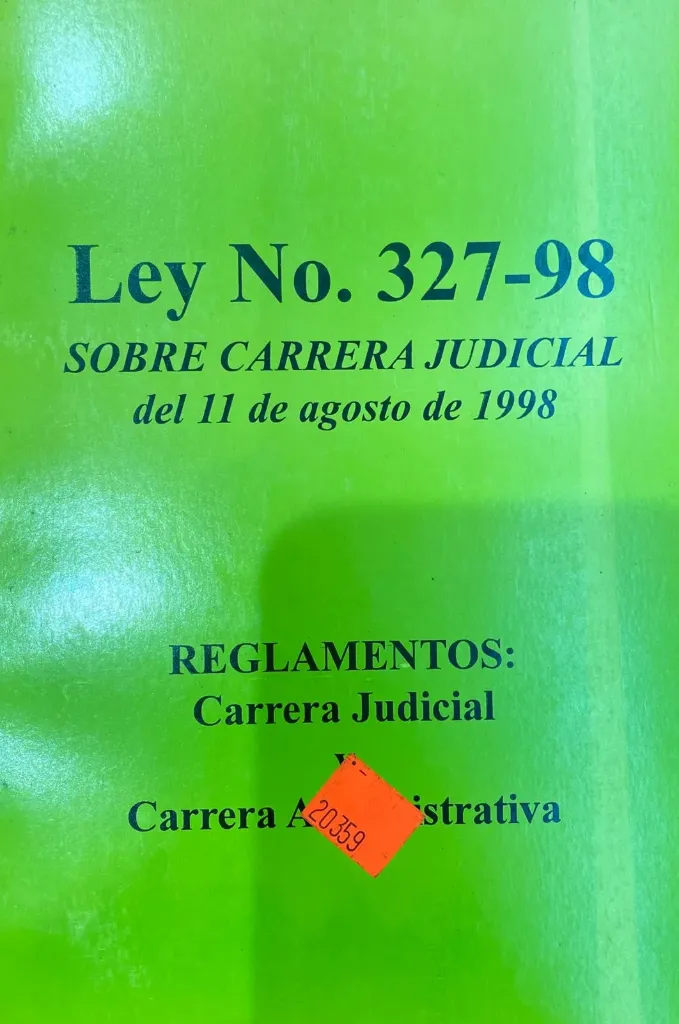 Ley No. 327-98
SOBRE CARRERA JUDICIAL
del 11 de agosto de 1998
REGLAMENTOS:
Carrera Judicial
Carrera
20359